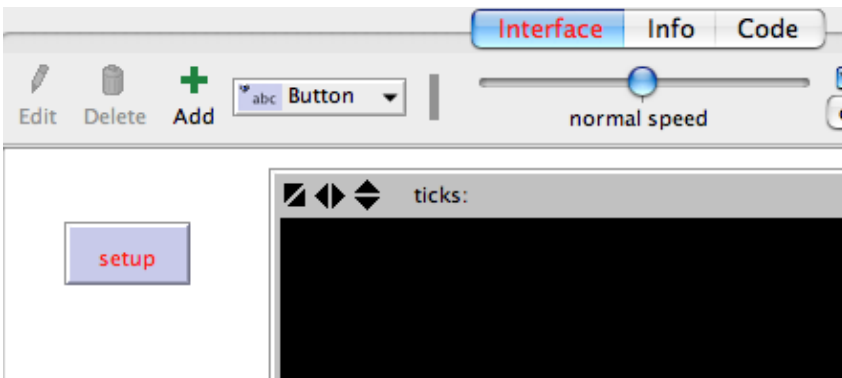 Interface Info Code
Edit Delete Add abc Button
normal speed
ticks:
setup